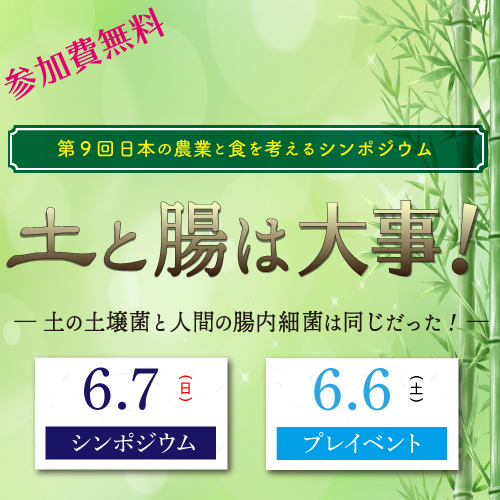 参加費無料
第9回日本の農業と食を考えるシンポジウム
土と腸は大事！
― 土の土壌菌と人間の腸内細菌は同じだった！―
6.7（日）
シンポジウム
6.6（土）
プレイベント